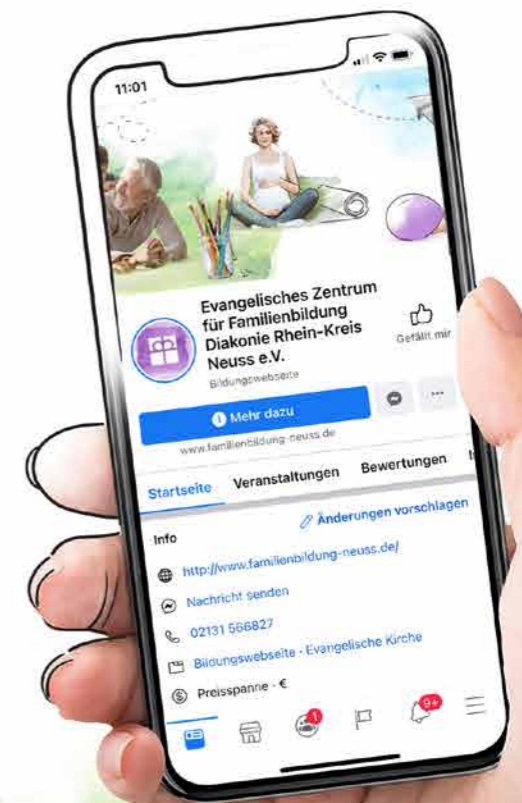 11:01
Evangelisches Zentrum
für Familienbildung
Diakonie Rhein-Kreis
Neuss e.V.
Bildungswebseite
Gefällt mir
Mehr dazu
www.familienbildung-neuss.de
Startseite Veranstaltungen Bewertungen I
Info
Änderungen vorschlagen
http://www.familienbildung-neuss.de/
Nachricht senden
02131 566827
Bildungswebseite · Evangelische Kirche
Preisspanne · €
1
9+